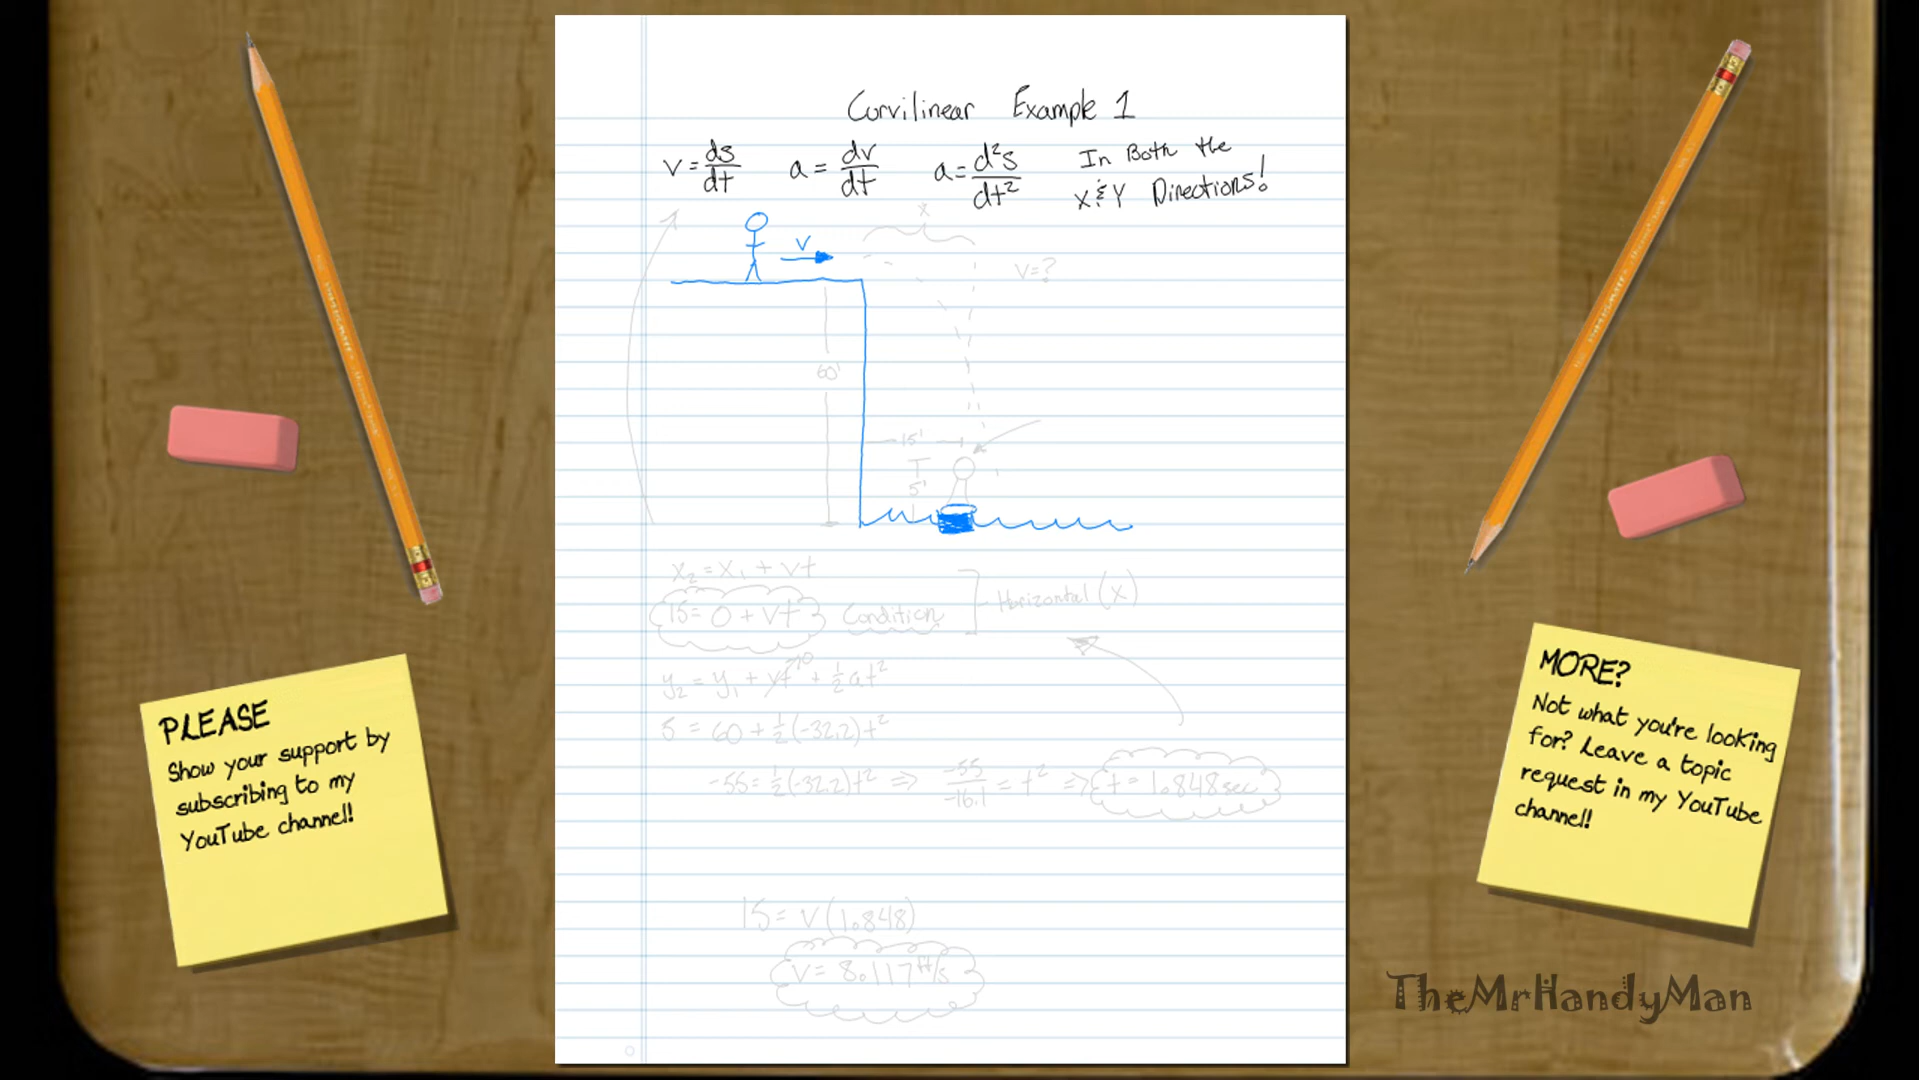 Curvilinear Example 1
v = ds/dt a = dv/dt a = d²s/dt² In Both the
X & Y Directions!
x
V
v=?
60'
15'
5'
x₂ = x₁ + vt
15 = 0 + vt Condition Horizontal (x)
y₂ = y₁ + vt→0 + ½at²
5 = 60 + ½(-32.2)t²
-55 = ½(-32.2)t² ⇒ -55/-16.1 = t² ⇒ t = 1.848sec
15 = v(1.848)
v = 8.117 ft/s
PLEASE
Show your support by
subscribing to my
YouTube channel!
MORE?
Not what you're looking
for? Leave a topic
request in my YouTube
channel!
TheMrHandyMan